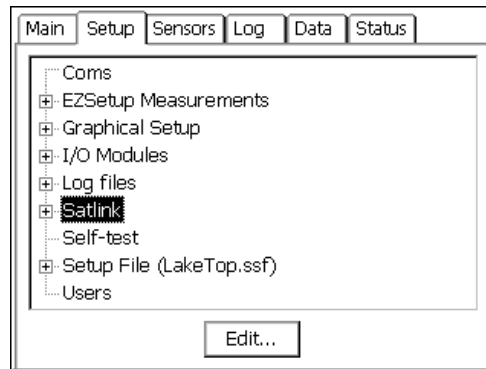 Main Setup Sensors Log Data Status
Coms
EZSetup Measurements
Graphical Setup
I/O Modules
Log files
Satlink
Self-test
Setup File (LakeTop.ssf)
Users
Edit...